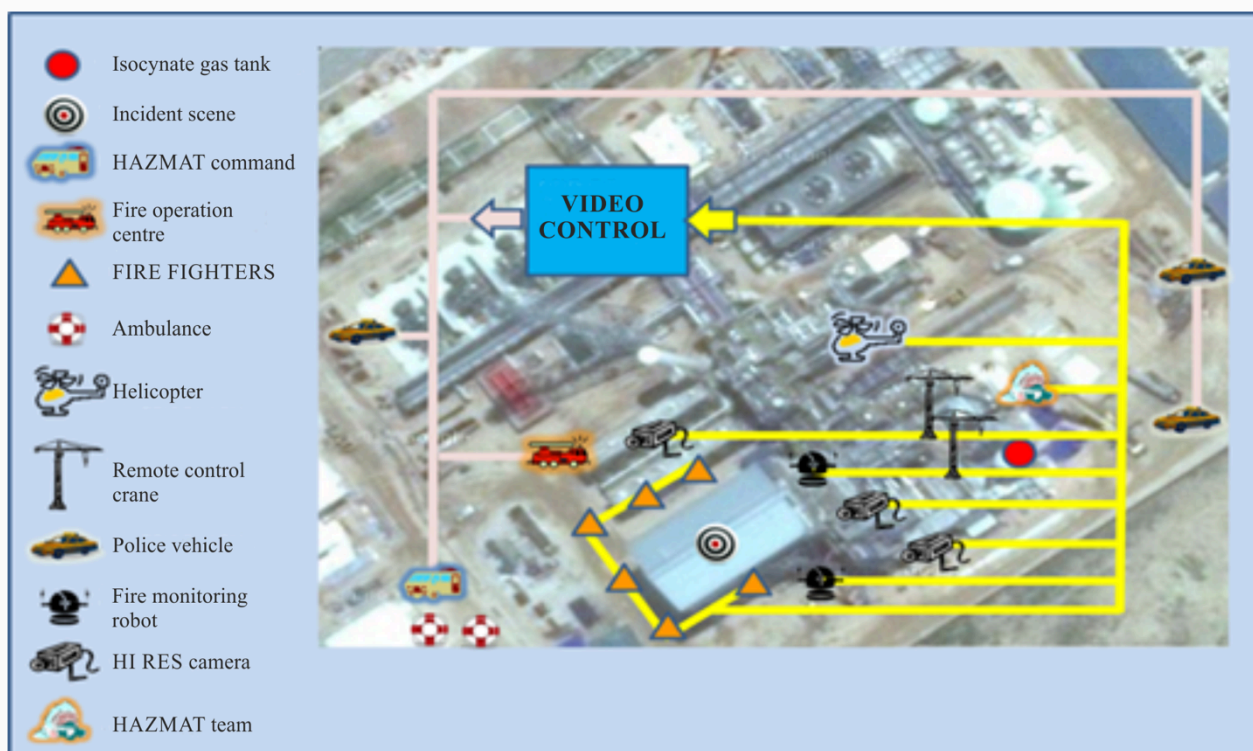 Isocynate gas tank
Incident scene
HAZMAT command
Fire operation
centre
FIRE FIGHTERS
Ambulance
Helicopter
Remote control
crane
Police vehicle
Fire monitoring
robot
HI RES camera
HAZMAT team
VIDEO
CONTROL